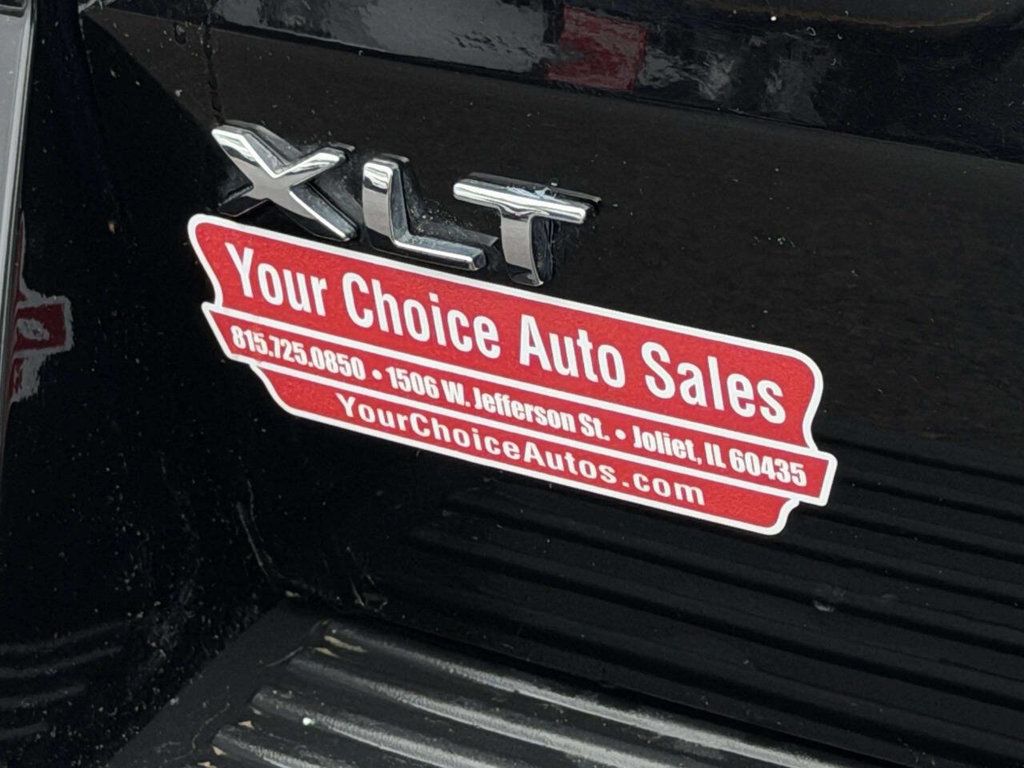 XLT
Your Choice Auto Sales
815.725.0850 • 1506 W. Jefferson St. • Joliet, IL 60435
YourChoiceAutos.com